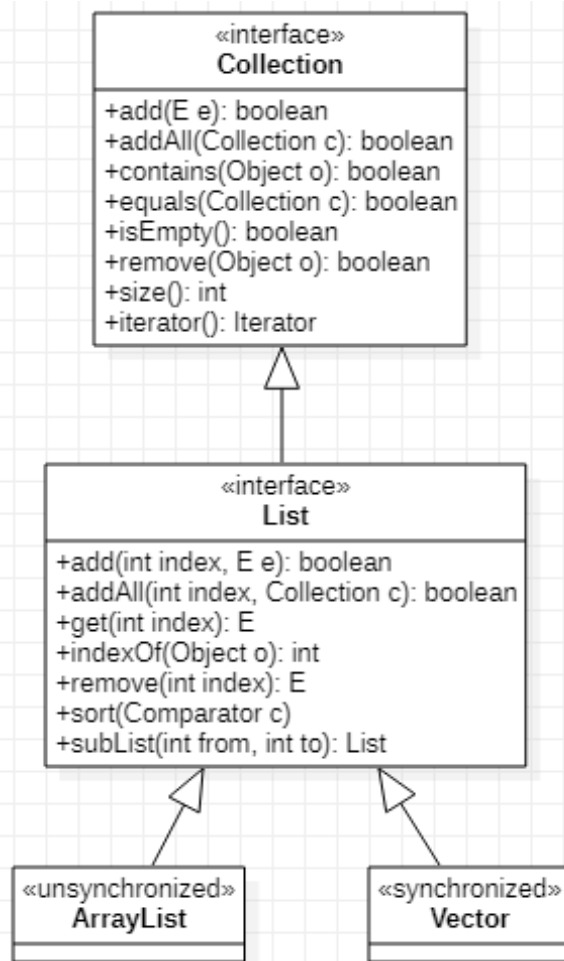 «interface»
Collection
+add(E e): boolean
+addAll(Collection c): boolean
+contains(Object o): boolean
+equals(Collection c): boolean
+isEmpty(): boolean
+remove(Object o): boolean
+size(): int
+iterator(): Iterator
«interface»
List
+add(int index, E e): boolean
+addAll(int index, Collection c): boolean
+get(int index): E
+indexOf(Object o): int
+remove(int index): E
+sort(Comparator c)
+subList(int from, int to): List
«unsynchronized»
ArrayList
«synchronized»
Vector